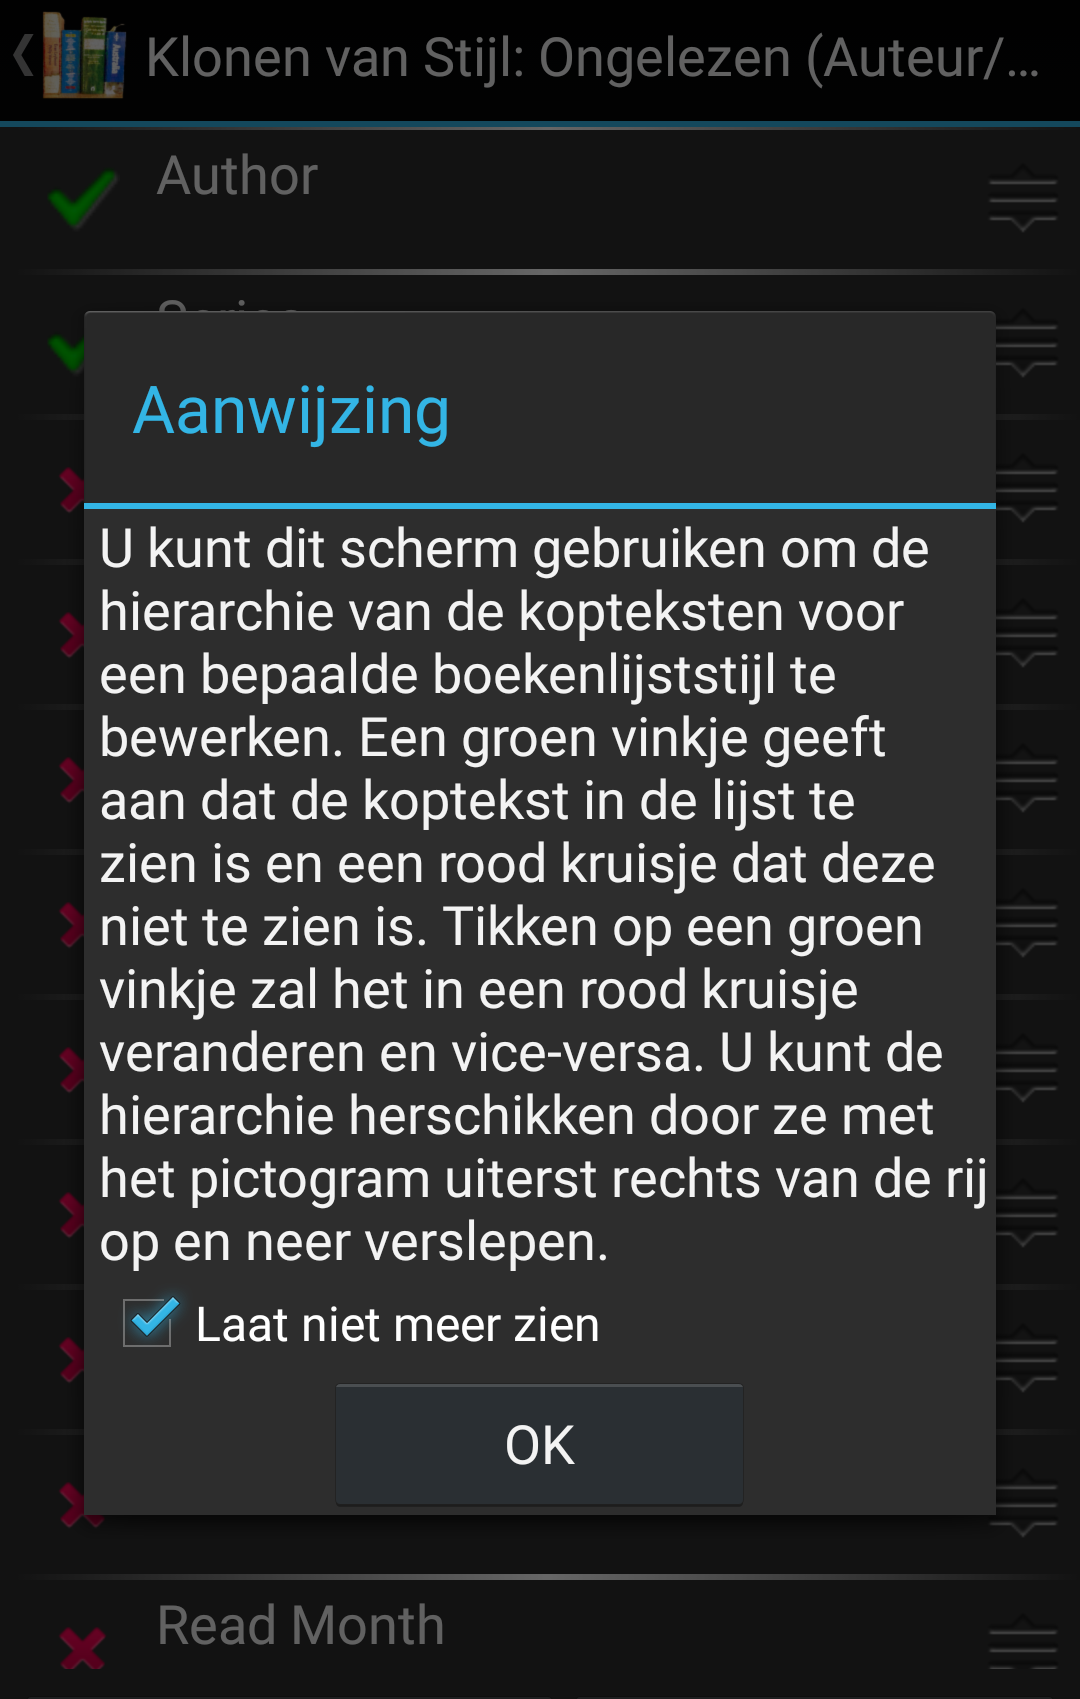 Klonen van Stijl: Ongelezen (Auteur/…
Author
Series
Aanwijzing
U kunt dit scherm gebruiken om de
hierarchie van de kopteksten voor
een bepaalde boekenlijststijl te
bewerken. Een groen vinkje geeft
aan dat de koptekst in de lijst te
zien is en een rood kruisje dat deze
niet te zien is. Tikken op een groen
vinkje zal het in een rood kruisje
veranderen en vice-versa. U kunt de
hierarchie herschikken door ze met
het pictogram uiterst rechts van de rij
op en neer verslepen.
Laat niet meer zien
OK
Read Month